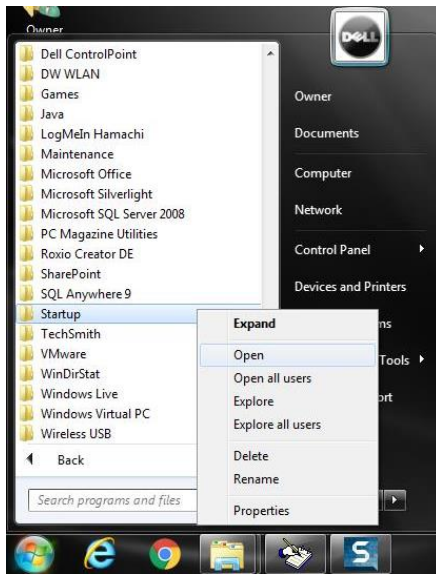 Owner
DELL
Dell ControlPoint
DW WLAN
Games
Java
LogMeIn Hamachi
Maintenance
Microsoft Office
Microsoft Silverlight
Microsoft SQL Server 2008
PC Magazine Utilities
Roxio Creator DE
SharePoint
SQL Anywhere 9
Startup
TechSmith
VMware
WinDirStat
Windows Live
Windows Virtual PC
Wireless USB
Back
Search programs and files
Owner
Documents
Computer
Network
Control Panel
Devices and Printers
ms
Tools
ort
Expand
Open
Open all users
Explore
Explore all users
Delete
Rename
Properties
S